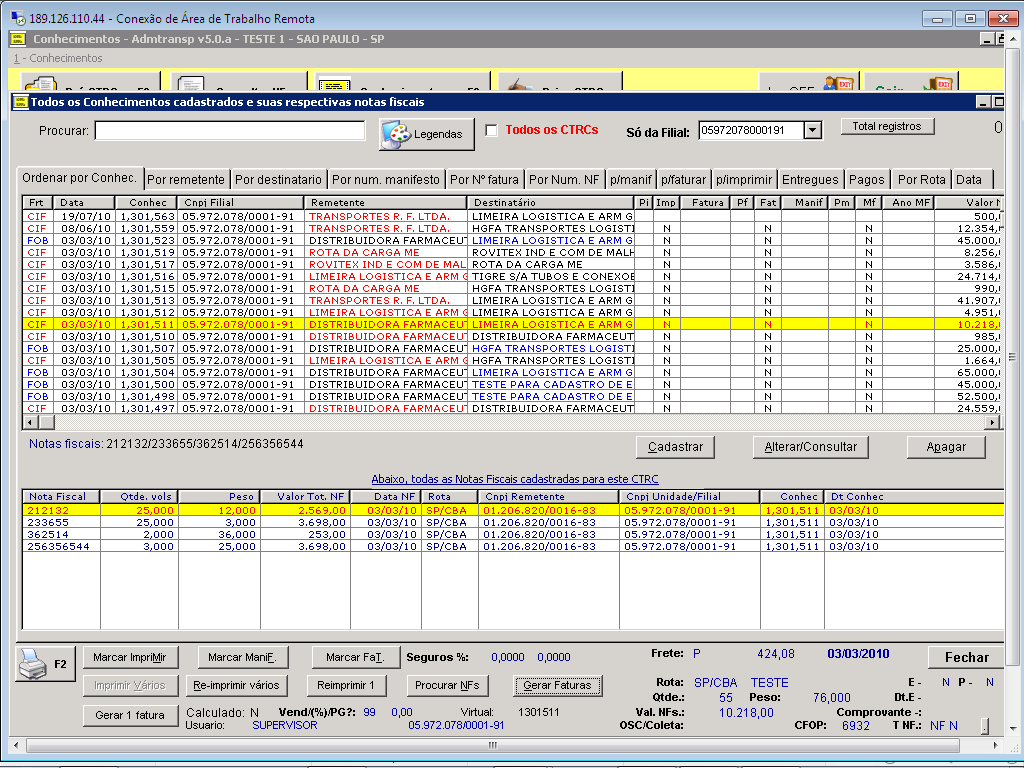 189.126.110.44 - Conexão de Área de Trabalho Remota
Conhecimentos - Admtransp v5.0.a - TESTE 1 - SAO PAULO - SP
1 - Conhecimentos
Todos os Conhecimentos cadastrados e suas respectivas notas fiscais
Procurar: Legendas Todos os CTRCs Só da Filial: 05972078000191 Total registros 0
Ordenar por Conhec. Por remetente Por destinatario Por num. manifesto Por Nº fatura Por Num. NF p/manif p/faturar p/imprimir Entregues Pagos Por Rota Data
Frt Data Conhec Cnpj Filial Remetente Destinatário Pi Imp Fatura Pf Fat Manif Pm Mf Ano MF Valor N
CIF 19/07/10 1,301,563 05.972.078/0001-91 TRANSPORTES R. F. LTDA. LIMEIRA LOGISTICA E ARM G N N N 500,
CIF 08/06/10 1,301,559 05.972.078/0001-91 TRANSPORTES R. F. LTDA. HGFA TRANSPORTES LOGISTI N N N 12.354,
FOB 03/03/10 1,301,523 05.972.078/0001-91 DISTRIBUIDORA FARMACEUT LIMEIRA LOGISTICA E ARM G N N N 45.000,
CIF 03/03/10 1,301,519 05.972.078/0001-91 ROTA DA CARGA ME ROVITEX IND E COM DE MALH N N N 8.256,
CIF 03/03/10 1,301,517 05.972.078/0001-91 ROVITEX IND E COM DE MAL ROTA DA CARGA ME N N N 3.586,
CIF 03/03/10 1,301,516 05.972.078/0001-91 LIMEIRA LOGISTICA E ARM G TIGRE S/A TUBOS E CONEXOE N N N 24.714,
CIF 03/03/10 1,301,515 05.972.078/0001-91 ROTA DA CARGA ME HGFA TRANSPORTES LOGISTI N N N 990,
CIF 03/03/10 1,301,513 05.972.078/0001-91 TRANSPORTES R. F. LTDA. LIMEIRA LOGISTICA E ARM G N N N 41.907,
CIF 03/03/10 1,301,512 05.972.078/0001-91 LIMEIRA LOGISTICA E ARM G LIMEIRA LOGISTICA E ARM G N N N 4.951,
CIF 03/03/10 1,301,511 05.972.078/0001-91 DISTRIBUIDORA FARMACEUT LIMEIRA LOGISTICA E ARM G N N N 10.218,
CIF 03/03/10 1,301,510 05.972.078/0001-91 DISTRIBUIDORA FARMACEUT DISTRIBUIDORA FARMACEUT N N N 985,
FOB 03/03/10 1,301,507 05.972.078/0001-91 DISTRIBUIDORA FARMACEUT HGFA TRANSPORTES LOGISTI N N N 25.000,
CIF 03/03/10 1,301,505 05.972.078/0001-91 LIMEIRA LOGISTICA E ARM G HGFA TRANSPORTES LOGISTI N N N 1.664,
FOB 03/03/10 1,301,504 05.972.078/0001-91 DISTRIBUIDORA FARMACEUT LIMEIRA LOGISTICA E ARM G N N N 65.000,
FOB 03/03/10 1,301,500 05.972.078/0001-91 DISTRIBUIDORA FARMACEUT TESTE PARA CADASTRO DE E N N N 45.000,
FOB 03/03/10 1,301,498 05.972.078/0001-91 DISTRIBUIDORA FARMACEUT TESTE PARA CADASTRO DE E N N N 52.500,
CIF 03/03/10 1,301,497 05.972.078/0001-91 DISTRIBUIDORA FARMACEUT DISTRIBUIDORA FARMACEUT N N N 24.559,
Notas fiscais: 212132/233655/362514/256356544 Cadastrar Alterar/Consultar Apagar
Abaixo, todas as Notas Fiscais cadastradas para este CTRC
Nota Fiscal Qtde. vols Peso Valor Tot. NF Data NF Rota Cnpj Remetente Cnpj Unidade/Filial Conhec Dt Conhec
212132 25,000 12,000 2.569,00 03/03/10 SP/CBA 01.206.820/0016-83 05.972.078/0001-91 1,301,511 03/03/10
233655 25,000 3,000 3.698,00 03/03/10 SP/CBA 01.206.820/0016-83 05.972.078/0001-91 1,301,511 03/03/10
362514 2,000 36,000 253,00 03/03/10 SP/CBA 01.206.820/0016-83 05.972.078/0001-91 1,301,511 03/03/10
256356544 3,000 25,000 3.698,00 03/03/10 SP/CBA 01.206.820/0016-83 05.972.078/0001-91 1,301,511 03/03/10
F2 Marcar ImpriMir Marcar ManiF. Marcar FaT. Seguros %: 0,0000 0,0000 Frete: P 424,08 03/03/2010 Fechar
Imprimir Vários Re-imprimir vários Reimprimir 1 Procurar NFs Gerar Faturas Rota: SP/CBA TESTE E - N P - N
Qtde.: 55 Peso: 76,000 Dt.E -
Gerar 1 fatura Calculado: N Vend/(%)/PG?: 99 0,00 Virtual: 1301511 Val. NFs.: 10.218,00 Comprovante -:
Usuario: SUPERVISOR 05.972.078/0001-91 OSC/Coleta: CFOP: 6932 T NF.: NF N